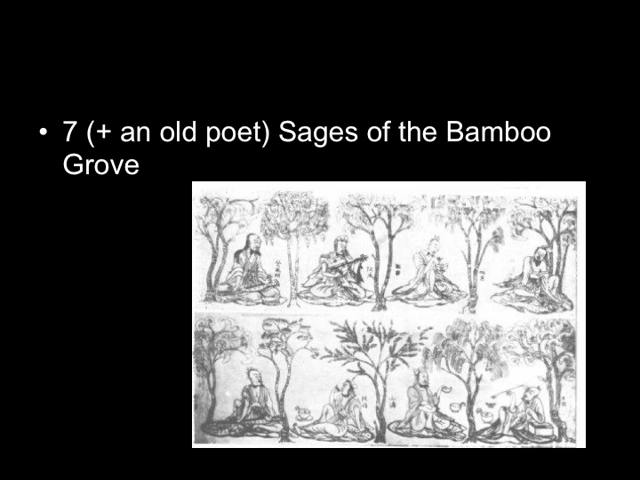 • 7 (+ an old poet) Sages of the Bamboo
Grove